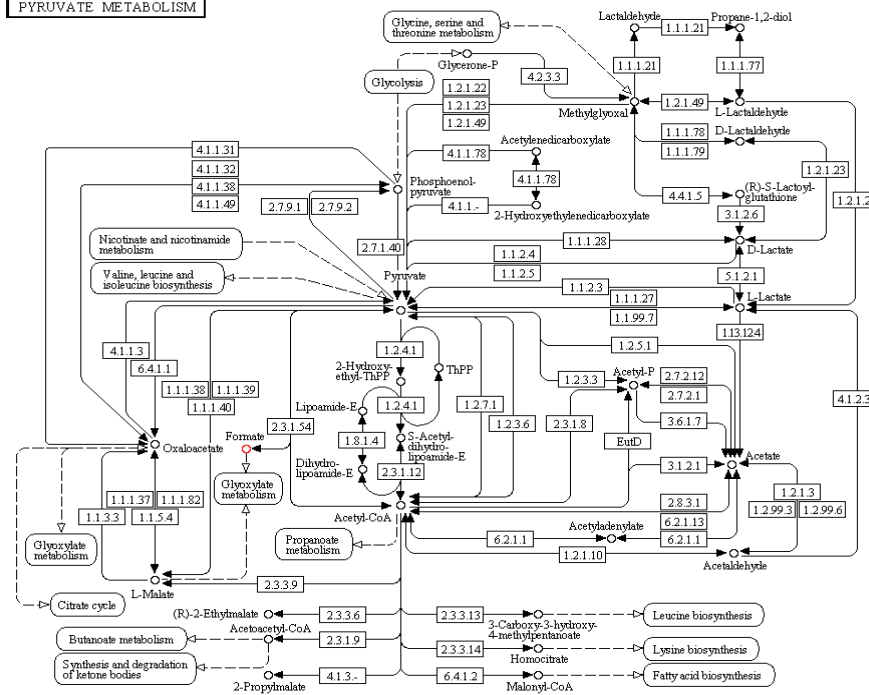 PYRUVATE METABOLISM
Glycine, serine and
threonine metabolism
Lactaldehyde
Propane-1,2-diol
1.1.1.21
Glycerone-P
1.1.1.21
1.1.1.77
Glycolysis
4.2.3.3
1.2.1.22
1.2.1.23
1.2.1.49
Methylglyoxal
1.2.1.49
L-Lactaldehyde
D-Lactaldehyde
1.1.1.78
1.1.1.79
Acetylenedicarboxylate
4.1.1.31
4.1.1.32
4.1.1.38
4.1.1.49
4.1.1.78
4.1.1.78
1.2.1.23
Phosphoenol-
pyruvate
2.7.9.1
2.7.9.2
4.1.1.-
2-Hydroxyethylenedicarboxylate
4.4.1.5
(R)-S-Lactoyl-
glutathione
1.2.1.2
3.1.2.6
Nicotinate and nicotinamide
metabolism
2.7.1.40
1.1.1.28
D-Lactate
1.1.2.4
1.1.2.5
Valine, leucine and
isoleucine biosynthesis
Pyruvate
5.1.2.1
1.1.2.3
1.1.1.27
1.1.99.7
L-Lactate
1.13.12.4
4.1.1.3
6.4.1.1
1.2.4.1
1.2.5.1
2-Hydroxy-
ethyl-ThPP
ThPP
Acetyl-P
1.2.3.3
2.7.2.12
2.7.2.1
1.1.1.38
1.1.1.39
1.1.1.40
Lipoamide-E
1.2.4.1
1.2.7.1
1.2.3.6
2.3.1.8
3.6.1.7
4.1.2.3
2.3.1.54
Formate
Oxaloacetate
1.8.1.4
S-Acetyl-
dihydro-
lipoamide-E
EutD
Dihydro-
lipoamide-E
2.3.1.12
3.1.2.1
Acetate
Glyoxylate
metabolism
1.1.1.37
1.1.1.82
1.1.3.3
1.1.5.4
Acetyl-CoA
2.8.3.1
6.2.1.13
6.2.1.1
1.2.1.3
1.2.99.3
1.2.99.6
Acetyladenylate
6.2.1.1
Glyoxylate
metabolism
Propanoate
metabolism
1.2.1.10
Acetaldehyde
L-Malate
2.3.3.9
Citrate cycle
(R)-2-Ethylmalate
2.3.3.6
2.3.3.13
3-Carboxy-3-hydroxy-
4-methylpentanoate
Leucine biosynthesis
Butanoate metabolism
Acetoacetyl-CoA
2.3.1.9
2.3.3.14
Homocitrate
Lysine biosynthesis
Synthesis and degradation
of ketone bodies
2-Propylmalate
4.1.3.-
6.4.1.2
Malonyl-CoA
Fatty acid biosynthesis